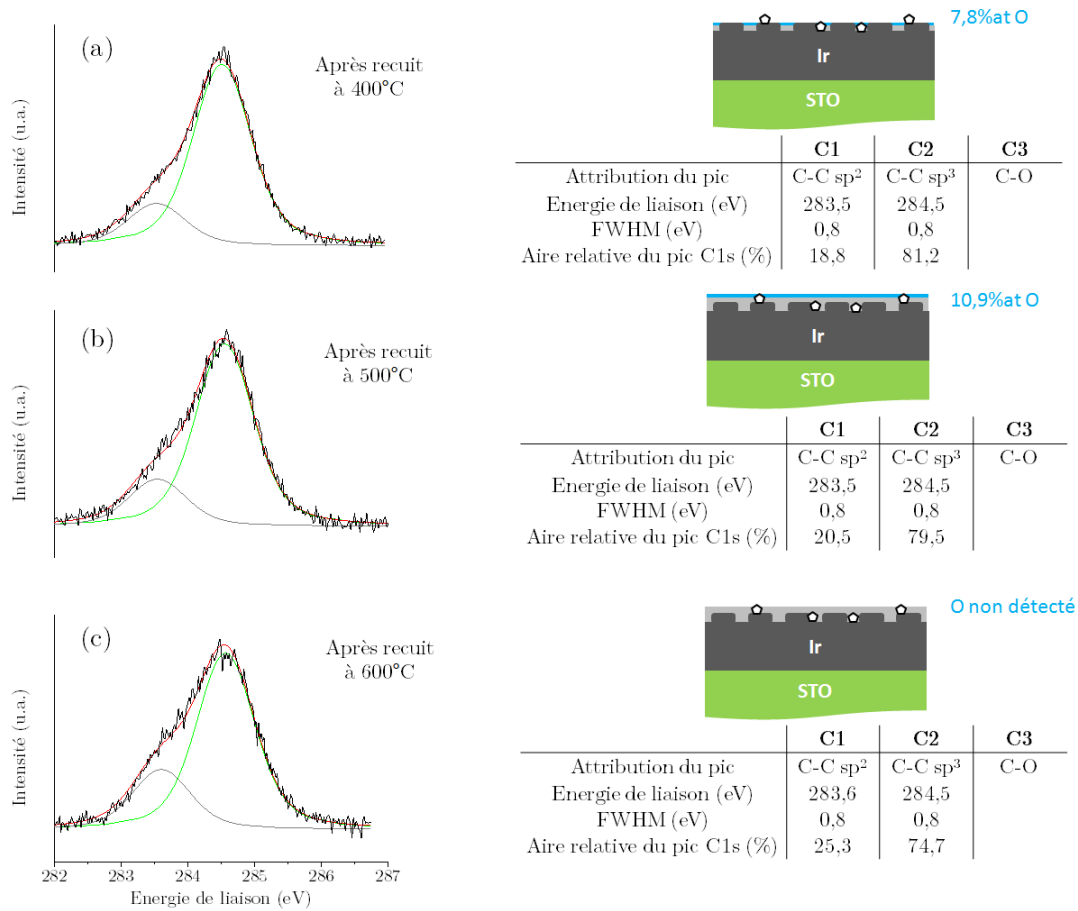 (a)
Après recuit
à 400°C
Intensité (u.a.)
7,8%at O
Ir
STO
C1 C2 C3
Attribution du pic C-C sp² C-C sp³ C-O
Energie de liaison (eV) 283,5 284,5
FWHM (eV) 0,8 0,8
Aire relative du pic C1s (%) 18,8 81,2
(b)
Après recuit
à 500°C
Intensité (u.a.)
10,9%at O
Ir
STO
C1 C2 C3
Attribution du pic C-C sp² C-C sp³ C-O
Energie de liaison (eV) 283,5 284,5
FWHM (eV) 0,8 0,8
Aire relative du pic C1s (%) 20,5 79,5
(c)
Après recuit
à 600°C
Intensité (u.a.)
282 283 284 285 286 287
Energie de liaison (eV)
O non détecté
Ir
STO
C1 C2 C3
Attribution du pic C-C sp² C-C sp³ C-O
Energie de liaison (eV) 283,6 284,5
FWHM (eV) 0,8 0,8
Aire relative du pic C1s (%) 25,3 74,7